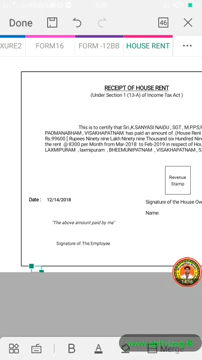 Done
46
XURE2 FORM16 FORM -12BB HOUSE RENT
RECEIPT OF HOUSE RENT
(Under Section 1 (13-A) of Income Tax Act )
This is to certify that Sri,K.SANYASI NAIDU , SGT , M.PPS,
PADMANABHAM , VISAKHAPATNAM has paid an amount of (House Rent
Rs.99600 [ Rupees Ninety nine Lakh Ninety nine Thousand six Hundred Nin
the rent @ 8300 per Month from Mar-2018 to Feb-2019 in respect of Hou
LAXMIPURAM , laxmipuram , BHEEMUNIPATNAM , VISAKHAPATNAM, 5
Revenue
Stamp
Date : 12/14/2018
Signature of the House Ow
Name:
"The above amount paid by me"
Signature of The Employee
B A Merge